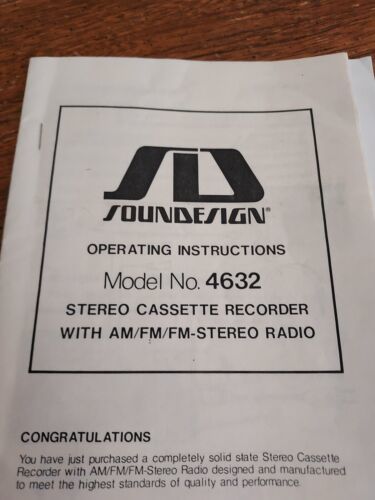 SD
SOUNDESIGN®
OPERATING INSTRUCTIONS
Model No. 4632
STEREO CASSETTE RECORDER
WITH AM/FM/FM-STEREO RADIO
CONGRATULATIONS
You have just purchased a completely solid state Stereo Cassette
Recorder with AM/FM/FM-Stereo Radio designed and manufactured
to meet the highest standards of quality and performance.